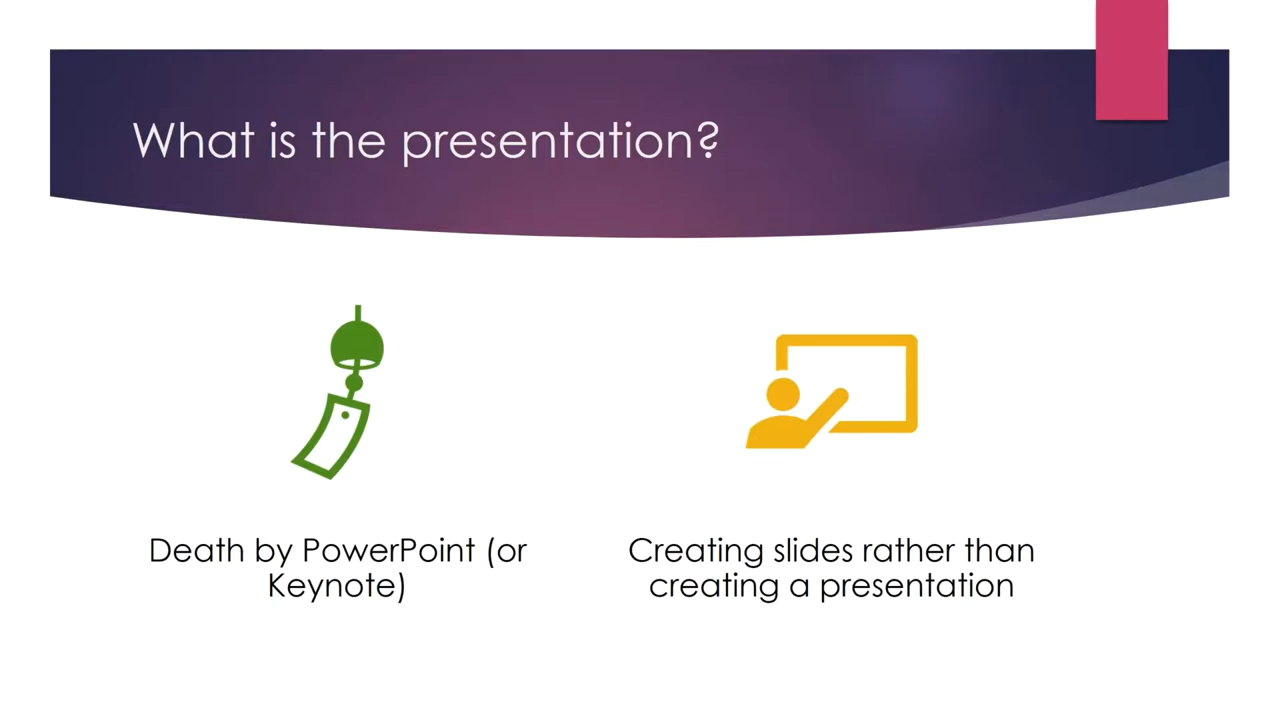 What is the presentation?
Death by PowerPoint (or
Keynote)
Creating slides rather than
creating a presentation